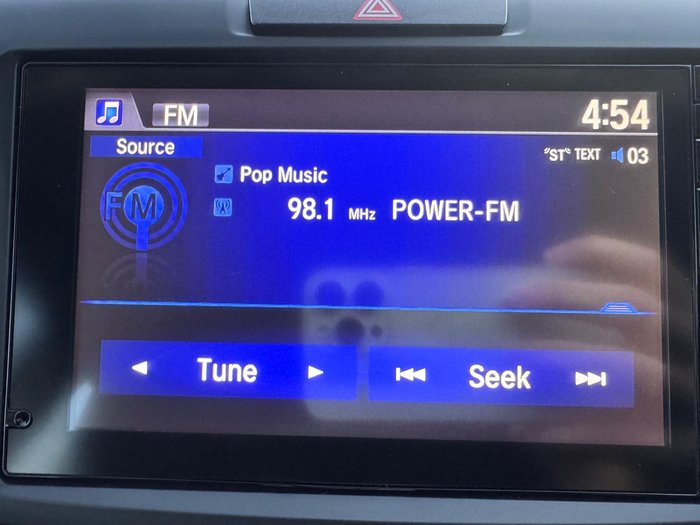 FM 4:54
Source
"ST" TEXT 03
Pop Music
FM
98.1 MHz POWER-FM
Tune Seek